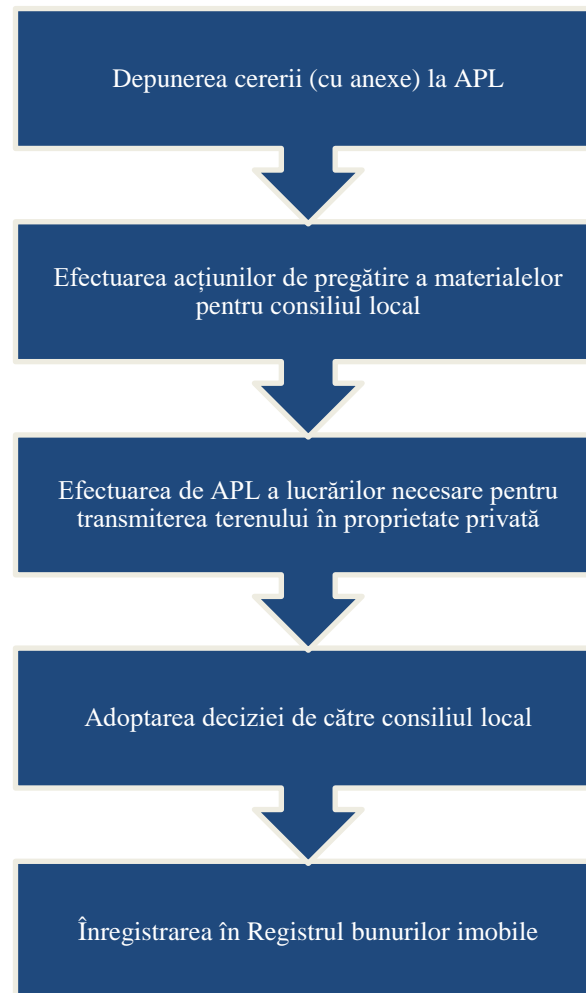 Depunerea cererii (cu anexe) la APL
Efectuarea acțiunilor de pregătire a materialelor
pentru consiliul local
Efectuarea de APL a lucrărilor necesare pentru
transmiterea terenului în proprietate privată
Adoptarea deciziei de către consiliul local
Înregistrarea în Registrul bunurilor imobile